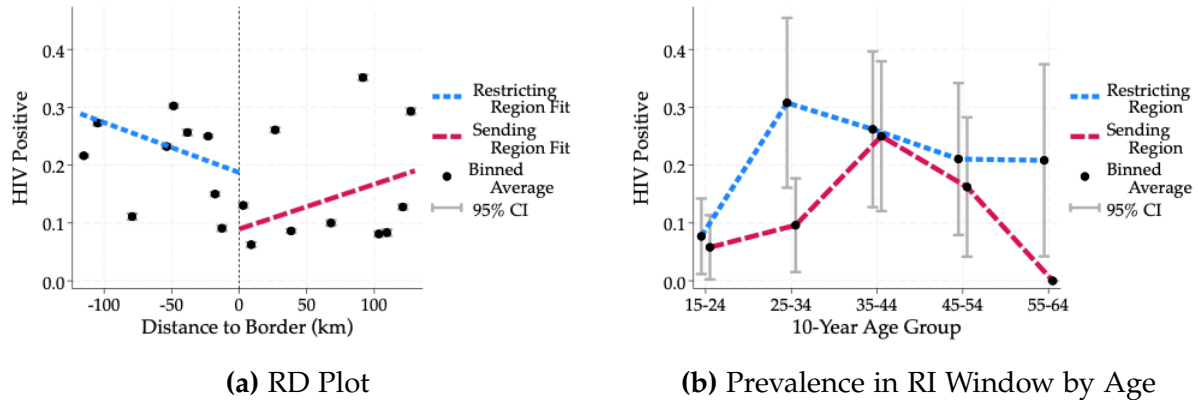 HIV Positive
0.4
0.3
0.2
0.1
0.0
-100
-50
0
50
100
Distance to Border (km)
Restricting
Region Fit
Sending
Region Fit
Binned
Average
95% CI
(a) RD Plot
HIV Positive
0.4
0.3
0.2
0.1
0.0
15-24
25-34
35-44
45-54
55-64
10-Year Age Group
Restricting
Region
Sending
Region
Binned
Average
95% CI
(b) Prevalence in RI Window by Age